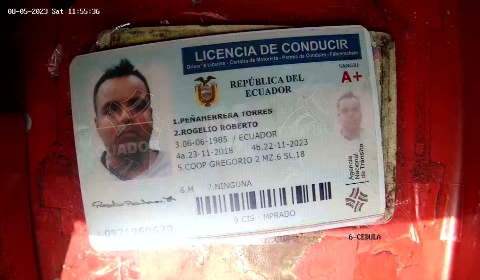 08-05-2023 Sat 11:55:36
LICENCIA DE CONDUCIR
Driver's License - Carteira de Motorista - Permis de Conduire - Führerschein
REPÚBLICA DEL
ECUADOR
SANGRE
A+
1.PEÑAHERRERA TORRES
2.ROGELIO ROBERTO
3.06-06-1985 / ECUADOR
4a.23-11-2018 4b.22-11-2023
5.COOP GREGORIO 2 MZ.6 SL.18
6.M 7.NINGUNA
Agencia
Nacional
de Tránsito
9.CTS - MPRADO
6-CEDULA